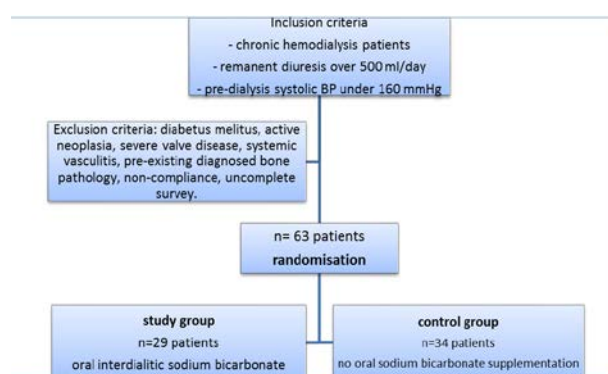 Inclusion criteria
- chronic hemodialysis patients
- remanent diuresis over 500 ml/day
- pre-dialysis systolic BP under 160 mmHg
Exclusion criteria: diabetus melitus, active
neoplasia, severe valve disease, systemic
vasculitis, pre-existing diagnosed bone
pathology, non-compliance, uncomplete
survey.
n= 63 patients
randomisation
study group
n=29 patients
oral interdialitic sodium bicarbonate
control group
n=34 patients
no oral sodium bicarbonate supplementation